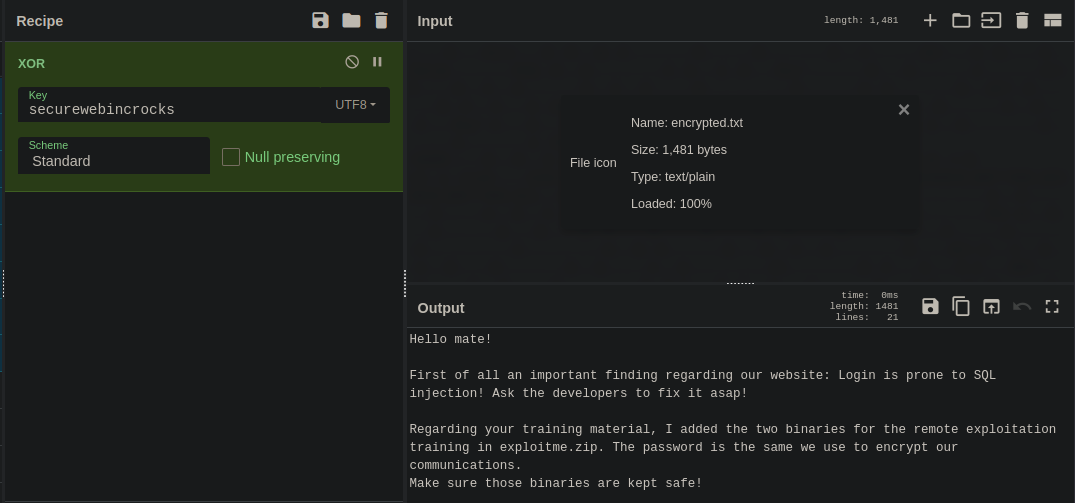 Recipe
XOR
Key
securewebincrocks
UTF8
Scheme
Standard
Null preserving
Input
length: 1,481
File icon
Name: encrypted.txt
Size: 1,481 bytes
Type: text/plain
Loaded: 100%
Output
time: 0ms
length: 1481
lines: 21
Hello mate!
First of all an important finding regarding our website: Login is prone to SQL
injection! Ask the developers to fix it asap!
Regarding your training material, I added the two binaries for the remote exploitation
training in exploitme.zip. The password is the same we use to encrypt our
communications.
Make sure those binaries are kept safe!